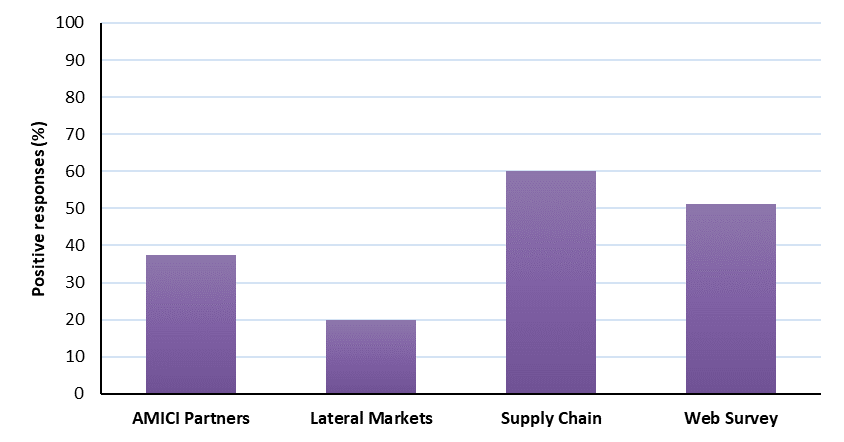 Positive responses (%)
100
90
80
70
60
50
40
30
20
10
0
AMICI Partners
Lateral Markets
Supply Chain
Web Survey